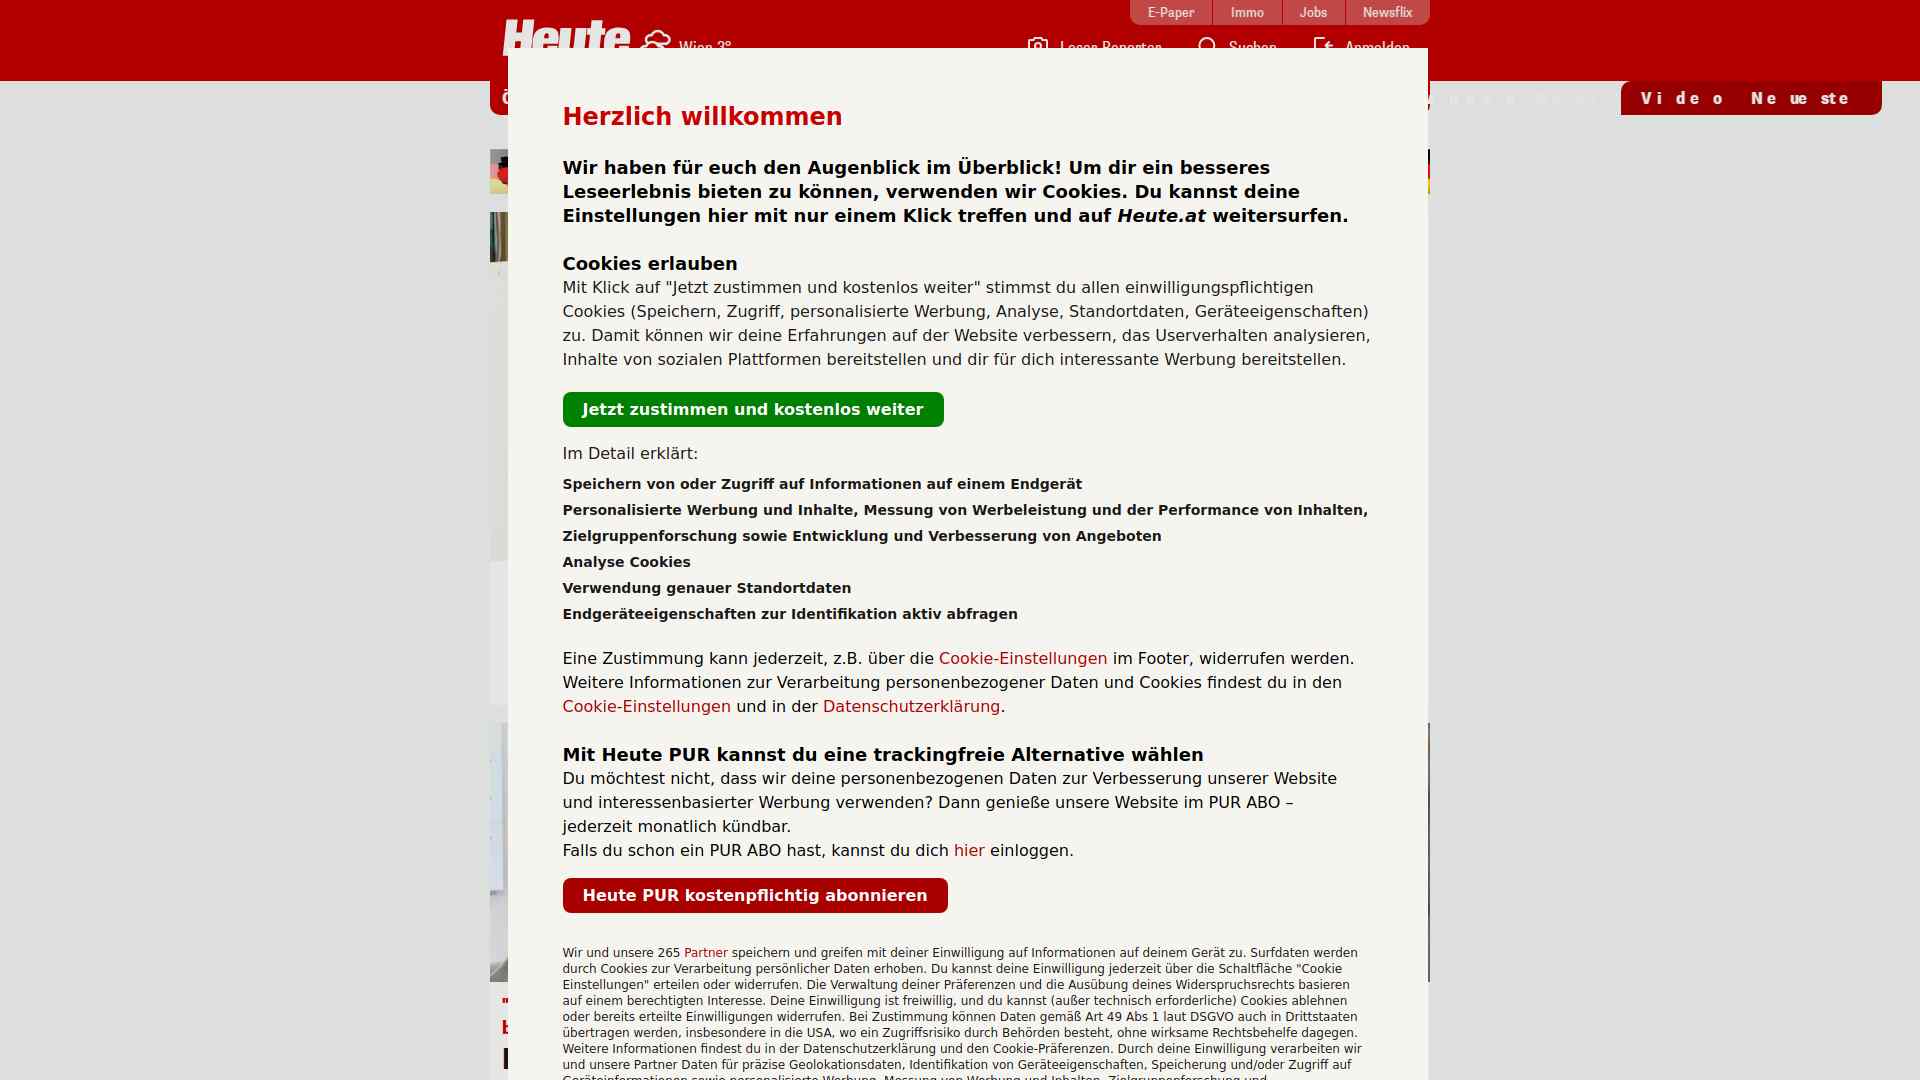 E-Paper Immo Jobs Newsflix
Heute Wien 3° Leser-Reporter Suchen Anmelden
Video Neueste
Herzlich willkommen
Wir haben für euch den Augenblick im Überblick! Um dir ein besseres
Leseerlebnis bieten zu können, verwenden wir Cookies. Du kannst deine
Einstellungen hier mit nur einem Klick treffen und auf Heute.at weitersurfen.
Cookies erlauben
Mit Klick auf "Jetzt zustimmen und kostenlos weiter" stimmst du allen einwilligungspflichtigen
Cookies (Speichern, Zugriff, personalisierte Werbung, Analyse, Standortdaten, Geräteeigenschaften)
zu. Damit können wir deine Erfahrungen auf der Website verbessern, das Userverhalten analysieren,
Inhalte von sozialen Plattformen bereitstellen und dir für dich interessante Werbung bereitstellen.
Jetzt zustimmen und kostenlos weiter
Im Detail erklärt:
Speichern von oder Zugriff auf Informationen auf einem Endgerät
Personalisierte Werbung und Inhalte, Messung von Werbeleistung und der Performance von Inhalten,
Zielgruppenforschung sowie Entwicklung und Verbesserung von Angeboten
Analyse Cookies
Verwendung genauer Standortdaten
Endgeräteeigenschaften zur Identifikation aktiv abfragen
Eine Zustimmung kann jederzeit, z.B. über die Cookie-Einstellungen im Footer, widerrufen werden.
Weitere Informationen zur Verarbeitung personenbezogener Daten und Cookies findest du in den
Cookie-Einstellungen und in der Datenschutzerklärung.
Mit Heute PUR kannst du eine trackingfreie Alternative wählen
Du möchtest nicht, dass wir deine personenbezogenen Daten zur Verbesserung unserer Website
und interessenbasierter Werbung verwenden? Dann genieße unsere Website im PUR ABO –
jederzeit monatlich kündbar.
Falls du schon ein PUR ABO hast, kannst du dich hier einloggen.
Heute PUR kostenpflichtig abonnieren
Wir und unsere 265 Partner speichern und greifen mit deiner Einwilligung auf Informationen auf deinem Gerät zu. Surfdaten werden
durch Cookies zur Verarbeitung persönlicher Daten erhoben. Du kannst deine Einwilligung jederzeit über die Schaltfläche "Cookie
Einstellungen" erteilen oder widerrufen. Die Verwaltung deiner Präferenzen und die Ausübung deines Widerspruchsrechts basieren
auf einem berechtigten Interesse. Deine Einwilligung ist freiwillig, und du kannst (außer technisch erforderliche) Cookies ablehnen
oder bereits erteilte Einwilligungen widerrufen. Bei Zustimmung können Daten gemäß Art 49 Abs 1 laut DSGVO auch in Drittstaaten
übertragen werden, insbesondere in die USA, wo ein Zugriffsrisiko durch Behörden besteht, ohne wirksame Rechtsbehelfe dagegen.
Weitere Informationen findest du in der Datenschutzerklärung und den Cookie-Präferenzen. Durch deine Einwilligung verarbeiten wir
und unsere Partner Daten für präzise Geolokationsdaten, Identifikation von Geräteeigenschaften, Speicherung und/oder Zugriff auf
Geräteinformationen sowie personalisierte Werbung, Messung von Werbung und Inhalten, Zielgruppenforschung und